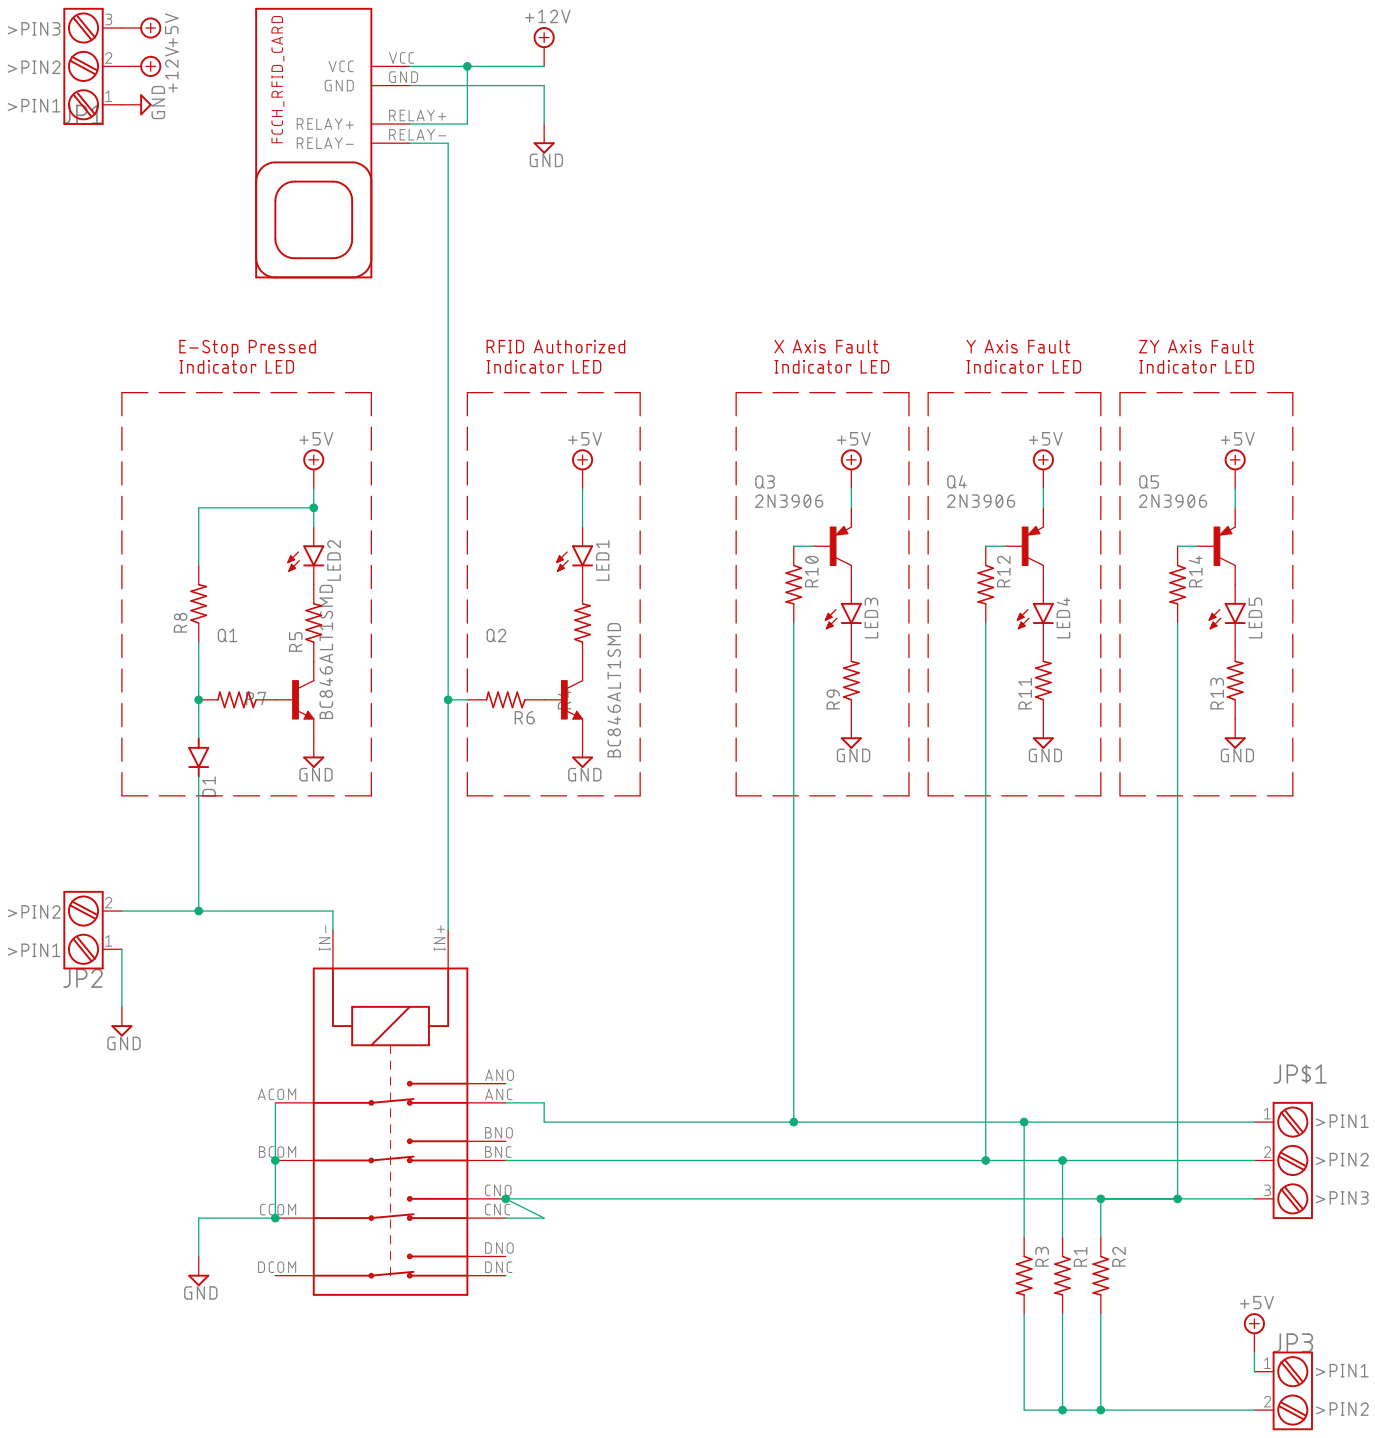 >PIN3
3
+5V
>PIN2
2
+12V
>PIN1
1
GND
JP1
FCCH_RFID_CARD
VCC
GND
RELAY+
RELAY-
VCC
GND
RELAY+
RELAY-
+12V
GND
E-Stop Pressed
Indicator LED
RFID Authorized
Indicator LED
X Axis Fault
Indicator LED
Y Axis Fault
Indicator LED
ZY Axis Fault
Indicator LED
+5V
LED2
R8
Q1
R5
BC846ALT1SMD
R7
GND
D1
+5V
LED1
Q2
R6
BC846ALT1SMD
GND
+5V
Q3
2N3906
R10
LED3
R9
GND
+5V
Q4
2N3906
R12
LED4
R11
GND
+5V
Q5
2N3906
R14
LED5
R13
GND
>PIN2
2
>PIN1
1
JP2
GND
IN-
IN+
ANO
ACOM
ANC
BNO
BCOM
BNC
CNO
CCOM
CNC
DNO
DCOM
DNC
GND
JP$1
1
>PIN1
2
>PIN2
3
>PIN3
R3
R1
R2
+5V
JP3
1
>PIN1
2
>PIN2